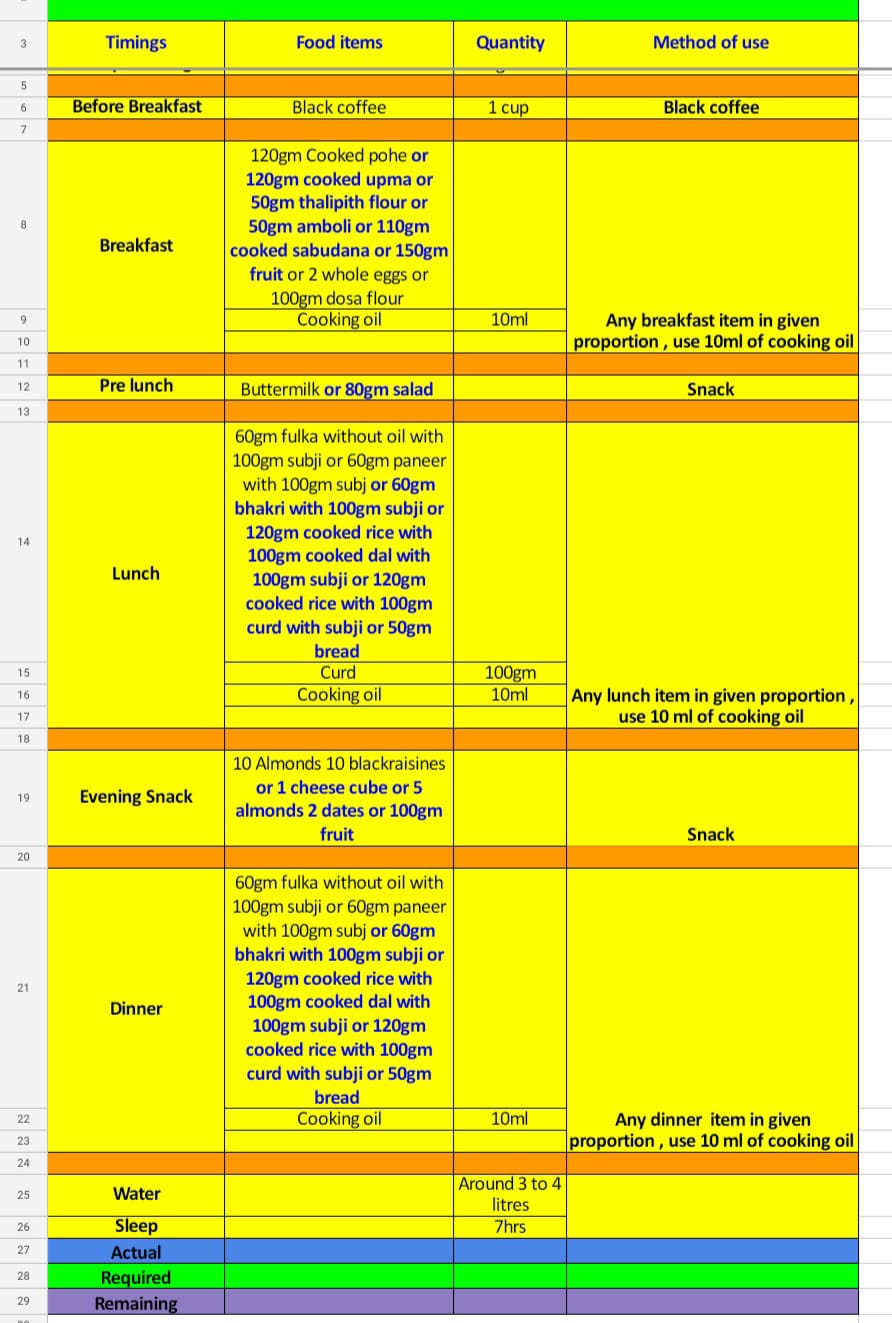 3 Timings Food items Quantity Method of use
5
6 Before Breakfast Black coffee 1 cup Black coffee
7
8 Breakfast
120gm Cooked pohe or
120gm cooked upma or
50gm thalipith flour or
50gm amboli or 110gm
cooked sabudana or 150gm
fruit or 2 whole eggs or
100gm dosa flour
9 Cooking oil 10ml
10
Any breakfast item in given
proportion , use 10ml of cooking oil
11
12 Pre lunch Buttermilk or 80gm salad Snack
13
14 Lunch
60gm fulka without oil with
100gm subji or 60gm paneer
with 100gm subj or 60gm
bhakri with 100gm subji or
120gm cooked rice with
100gm cooked dal with
100gm subji or 120gm
cooked rice with 100gm
curd with subji or 50gm
bread
15 Curd 100gm
16 Cooking oil 10ml
17
Any lunch item in given proportion ,
use 10 ml of cooking oil
18
19 Evening Snack
10 Almonds 10 blackraisines
or 1 cheese cube or 5
almonds 2 dates or 100gm
fruit
Snack
20
21 Dinner
60gm fulka without oil with
100gm subji or 60gm paneer
with 100gm subj or 60gm
bhakri with 100gm subji or
120gm cooked rice with
100gm cooked dal with
100gm subji or 120gm
cooked rice with 100gm
curd with subji or 50gm
bread
22 Cooking oil 10ml
23
Any dinner item in given
proportion , use 10 ml of cooking oil
24
25 Water
Around 3 to 4
litres
26 Sleep 7hrs
27 Actual
28 Required
29 Remaining